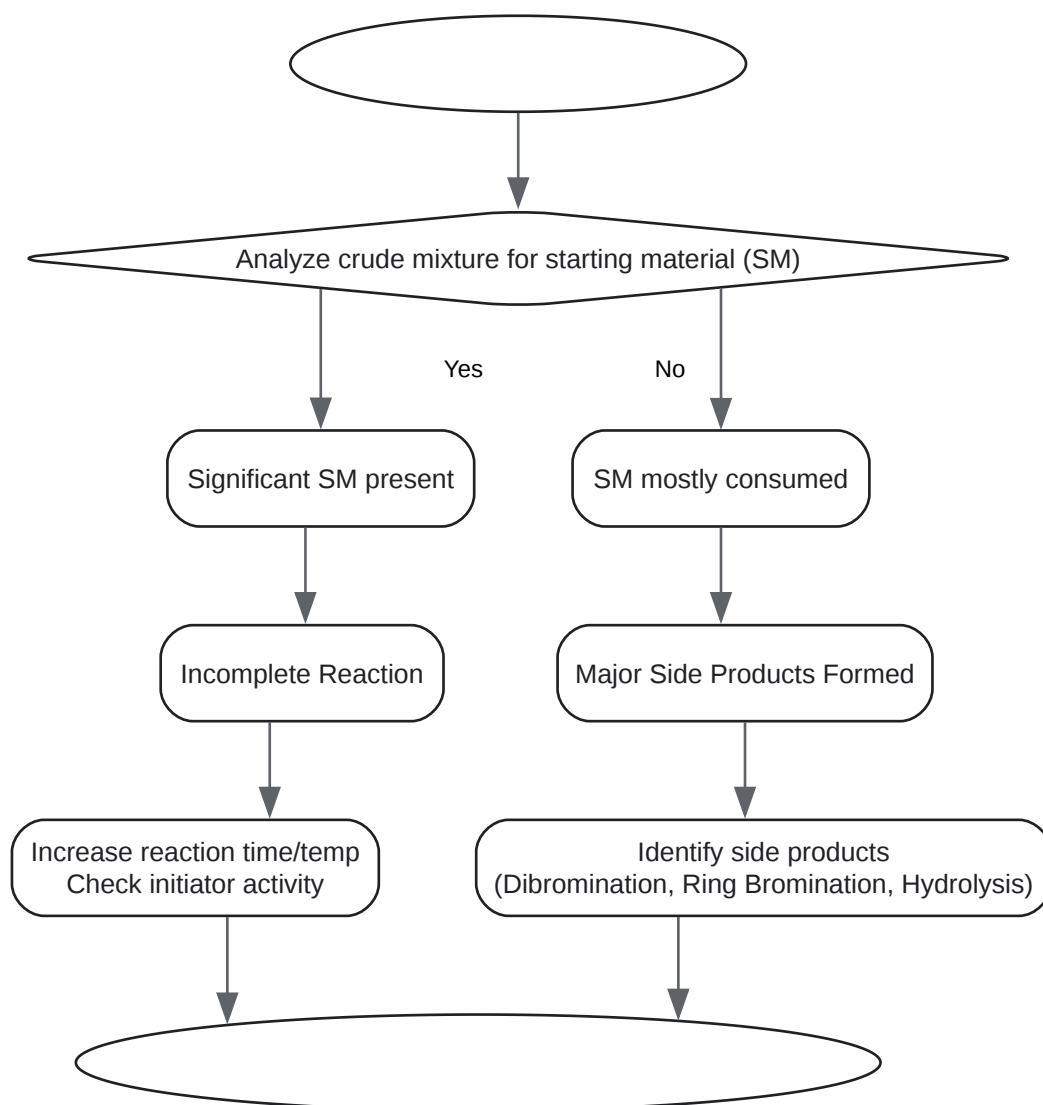 Analyze crude mixture for starting material (SM)
Yes
No
Significant SM present
SM mostly consumed
Incomplete Reaction
Major Side Products Formed
Increase reaction time/temp
Check initiator activity
Identify side products
(Dibromination, Ring Bromination, Hydrolysis)